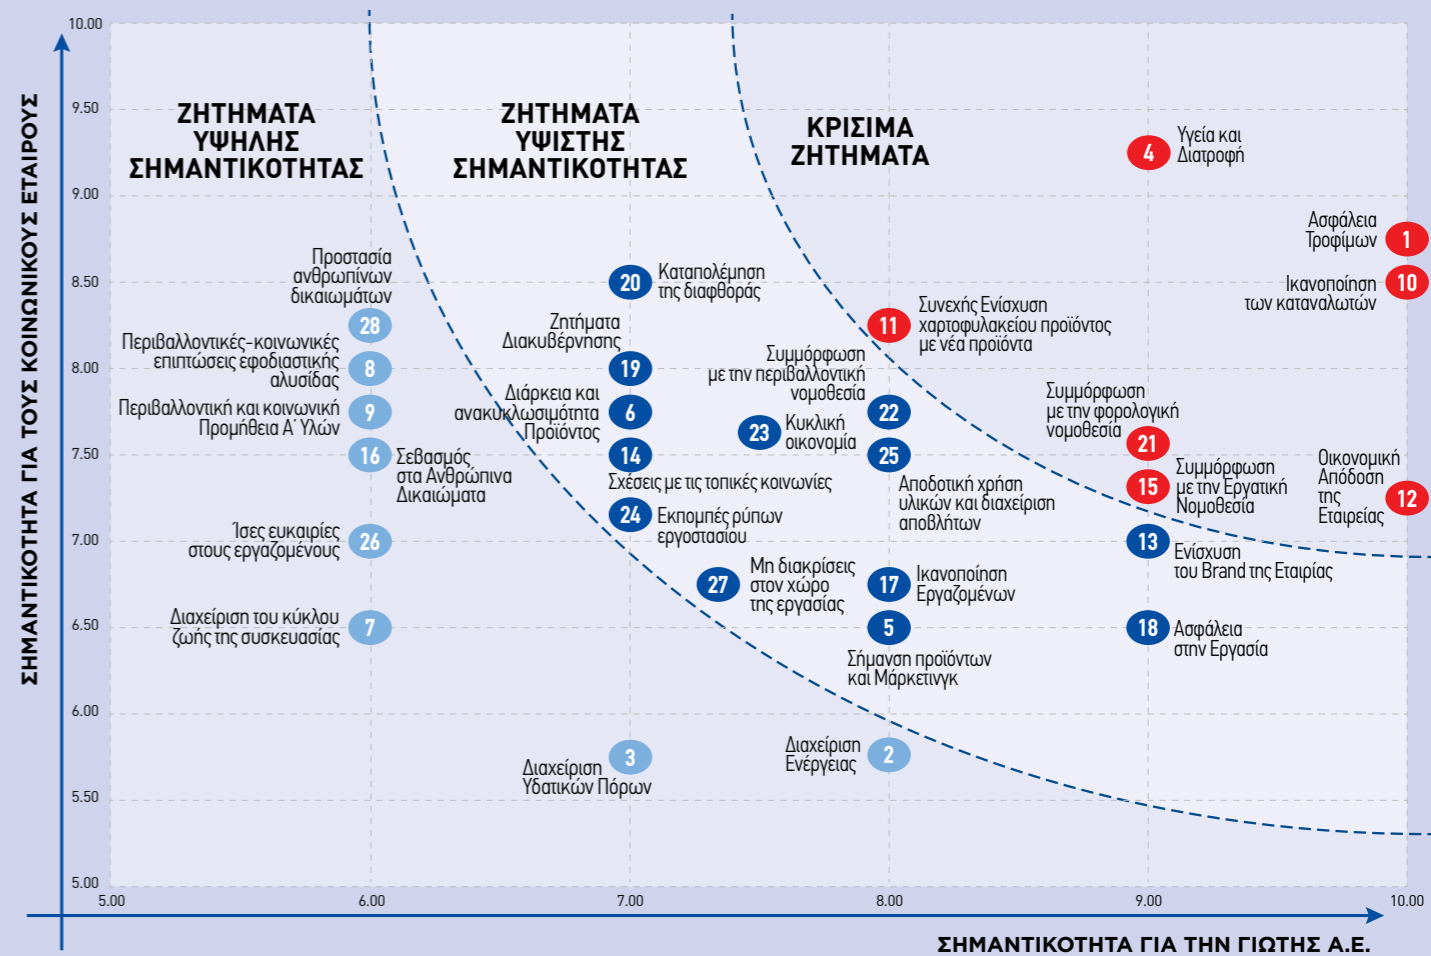 10.00
9.50
9.00
8.50
8.00
7.50
7.00
6.50
6.00
5.50
5.00
ΣΗΜΑΝΤΙΚΟΤΗΤΑ ΓΙΑ ΤΟΥΣ ΚΟΙΝΩΝΙΚΟΥΣ ΕΤΑΙΡΟΥΣ
ΖΗΤΗΜΑΤΑ
ΥΨΗΛΗΣ
ΣΗΜΑΝΤΙΚΟΤΗΤΑΣ
ΖΗΤΗΜΑΤΑ
ΥΨΙΣΤΗΣ
ΣΗΜΑΝΤΙΚΟΤΗΤΑΣ
ΚΡΙΣΙΜΑ
ΖΗΤΗΜΑΤΑ
4
Υγεία και
Διατροφή
Ασφάλεια
Τροφίμων
1
Ικανοποίηση
των καταναλωτών
10
Προστασία
ανθρωπίνων
δικαιωμάτων
28
20
Καταπολέμηση
της διαφθοράς
11
Συνεχής Ενίσχυση
χαρτοφυλακείου προϊόντος
με νέα προϊόντα
Περιβαλλοντικές-κοινωνικές
επιπτώσεις εφοδιαστικής
αλυσίδας
8
Ζητήματα
Διακυβέρνησης
19
Συμμόρφωση
με την περιβαλλοντική
νομοθεσία
22
Περιβαλλοντική και κοινωνική
Προμήθεια Α΄ Υλών
9
Διάρκεια και
ανακυκλωσιμότητα
Προϊόντος
6
23
Κυκλική
οικονομία
Συμμόρφωση
με την φορολογική
νομοθεσία
21
16
Σεβασμός
στα Ανθρώπινα
Δικαιώματα
14
Σχέσεις με τις τοπικές κοινωνίες
25
Αποδοτική χρήση
υλικών και διαχείριση
αποβλήτων
15
Συμμόρφωση
με την Εργατική
Νομοθεσία
Οικονομική
Απόδοση
της
Εταιρείας
12
24
Εκπομπές ρύπων
εργοστασίου
Ίσες ευκαιρίες
στους εργαζομένους
26
13
Ενίσχυση
του Brand της Εταιρίας
27
Μη διακρίσεις
στον χώρο
της εργασίας
17
Ικανοποίηση
Εργαζομένων
Διαχείριση του κύκλου
ζωής της συσκευασίας
7
5
Σήμανση προϊόντων
και Μάρκετινγκ
18
Ασφάλεια
στην Εργασία
3
Διαχείριση
Υδατικών Πόρων
Διαχείριση
Ενέργειας
2
5.00 6.00 7.00 8.00 9.00 10.00
ΣΗΜΑΝΤΙΚΟΤΗΤΑ ΓΙΑ ΤΗΝ ΓΙΩΤΗΣ Α.Ε.